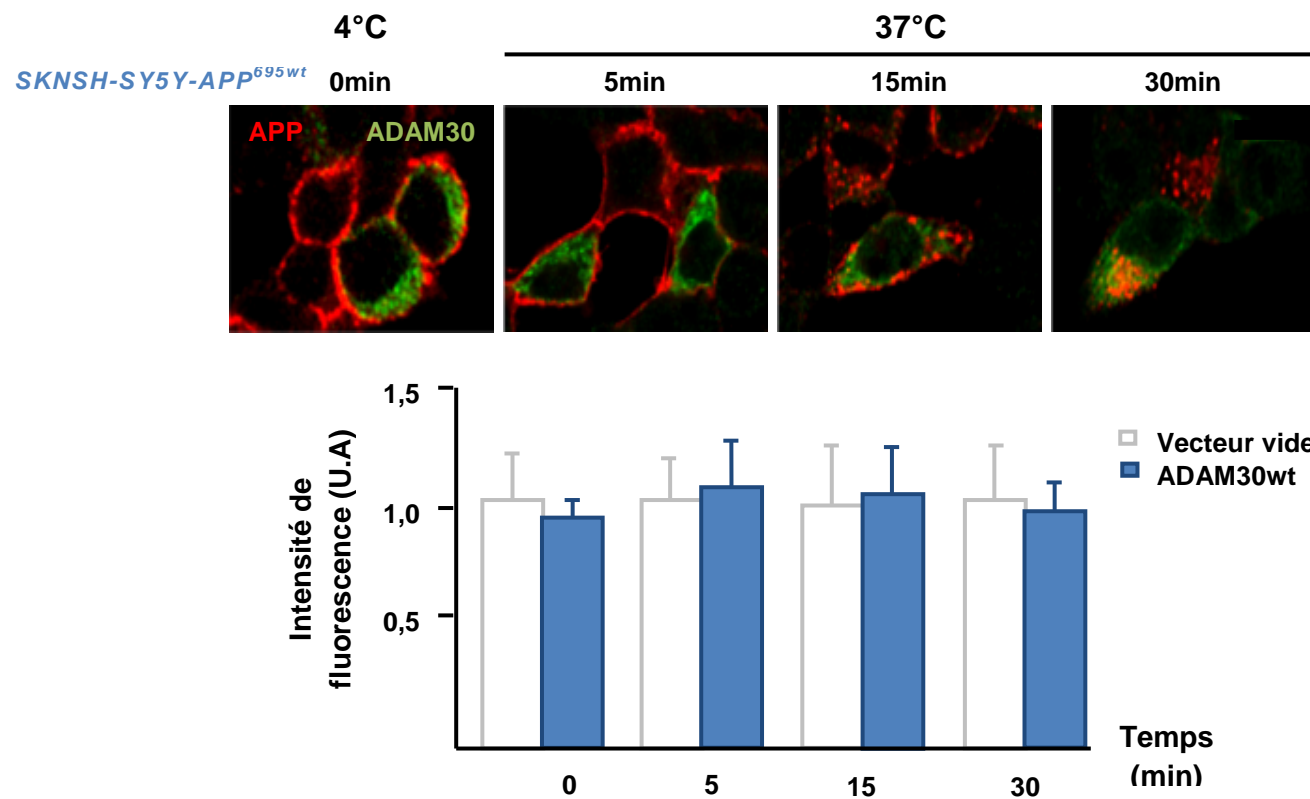 4°C 37°C
SKNSH-SY5Y-APP695wt 0min 5min 15min 30min
APP ADAM30
1,5
1,0
0,5
Intensité de
fluorescence (U.A)
Vecteur vide
ADAM30wt
0 5 15 30
Temps
(min)